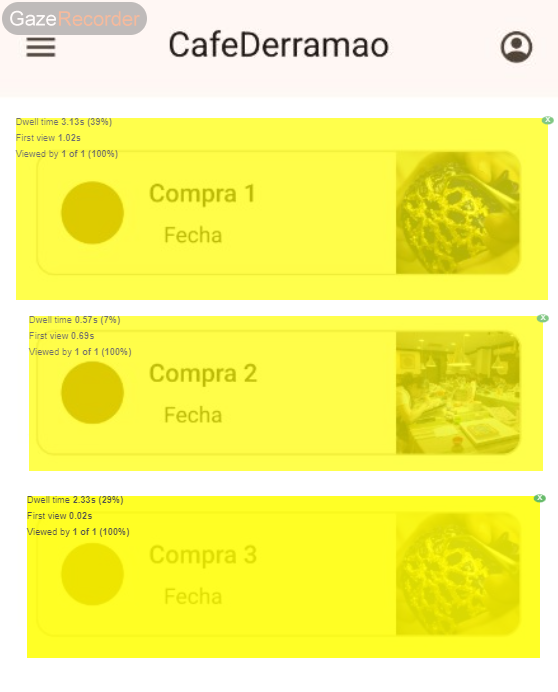 GazeRecorder
CafeDerramao
Dwell time 3.13s (39%)
First view 1.02s
Viewed by 1 of 1 (100%)
X
Compra 1
Fecha
Dwell time 0.57s (7%)
First view 0.69s
Viewed by 1 of 1 (100%)
X
Compra 2
Fecha
Dwell time 2.33s (29%)
First view 0.02s
Viewed by 1 of 1 (100%)
X
Compra 3
Fecha